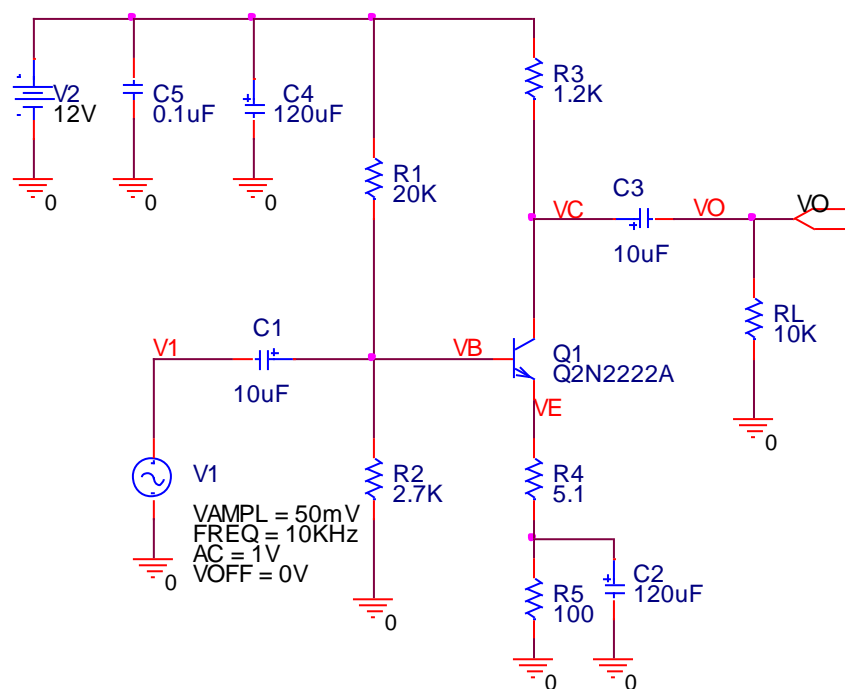 V2
12V
0
C5
0.1uF
0
C4
120uF
0
R1
20K
R3
1.2K
VC
C3
10uF
VO
VO
RL
10K
0
V1
C1
10uF
VB
Q1
Q2N2222A
VE
V1
VAMPL = 50mV
FREQ = 10KHz
AC = 1V
VOFF = 0V
0
R2
2.7K
0
R4
5.1
R5
100
0
C2
120uF
0